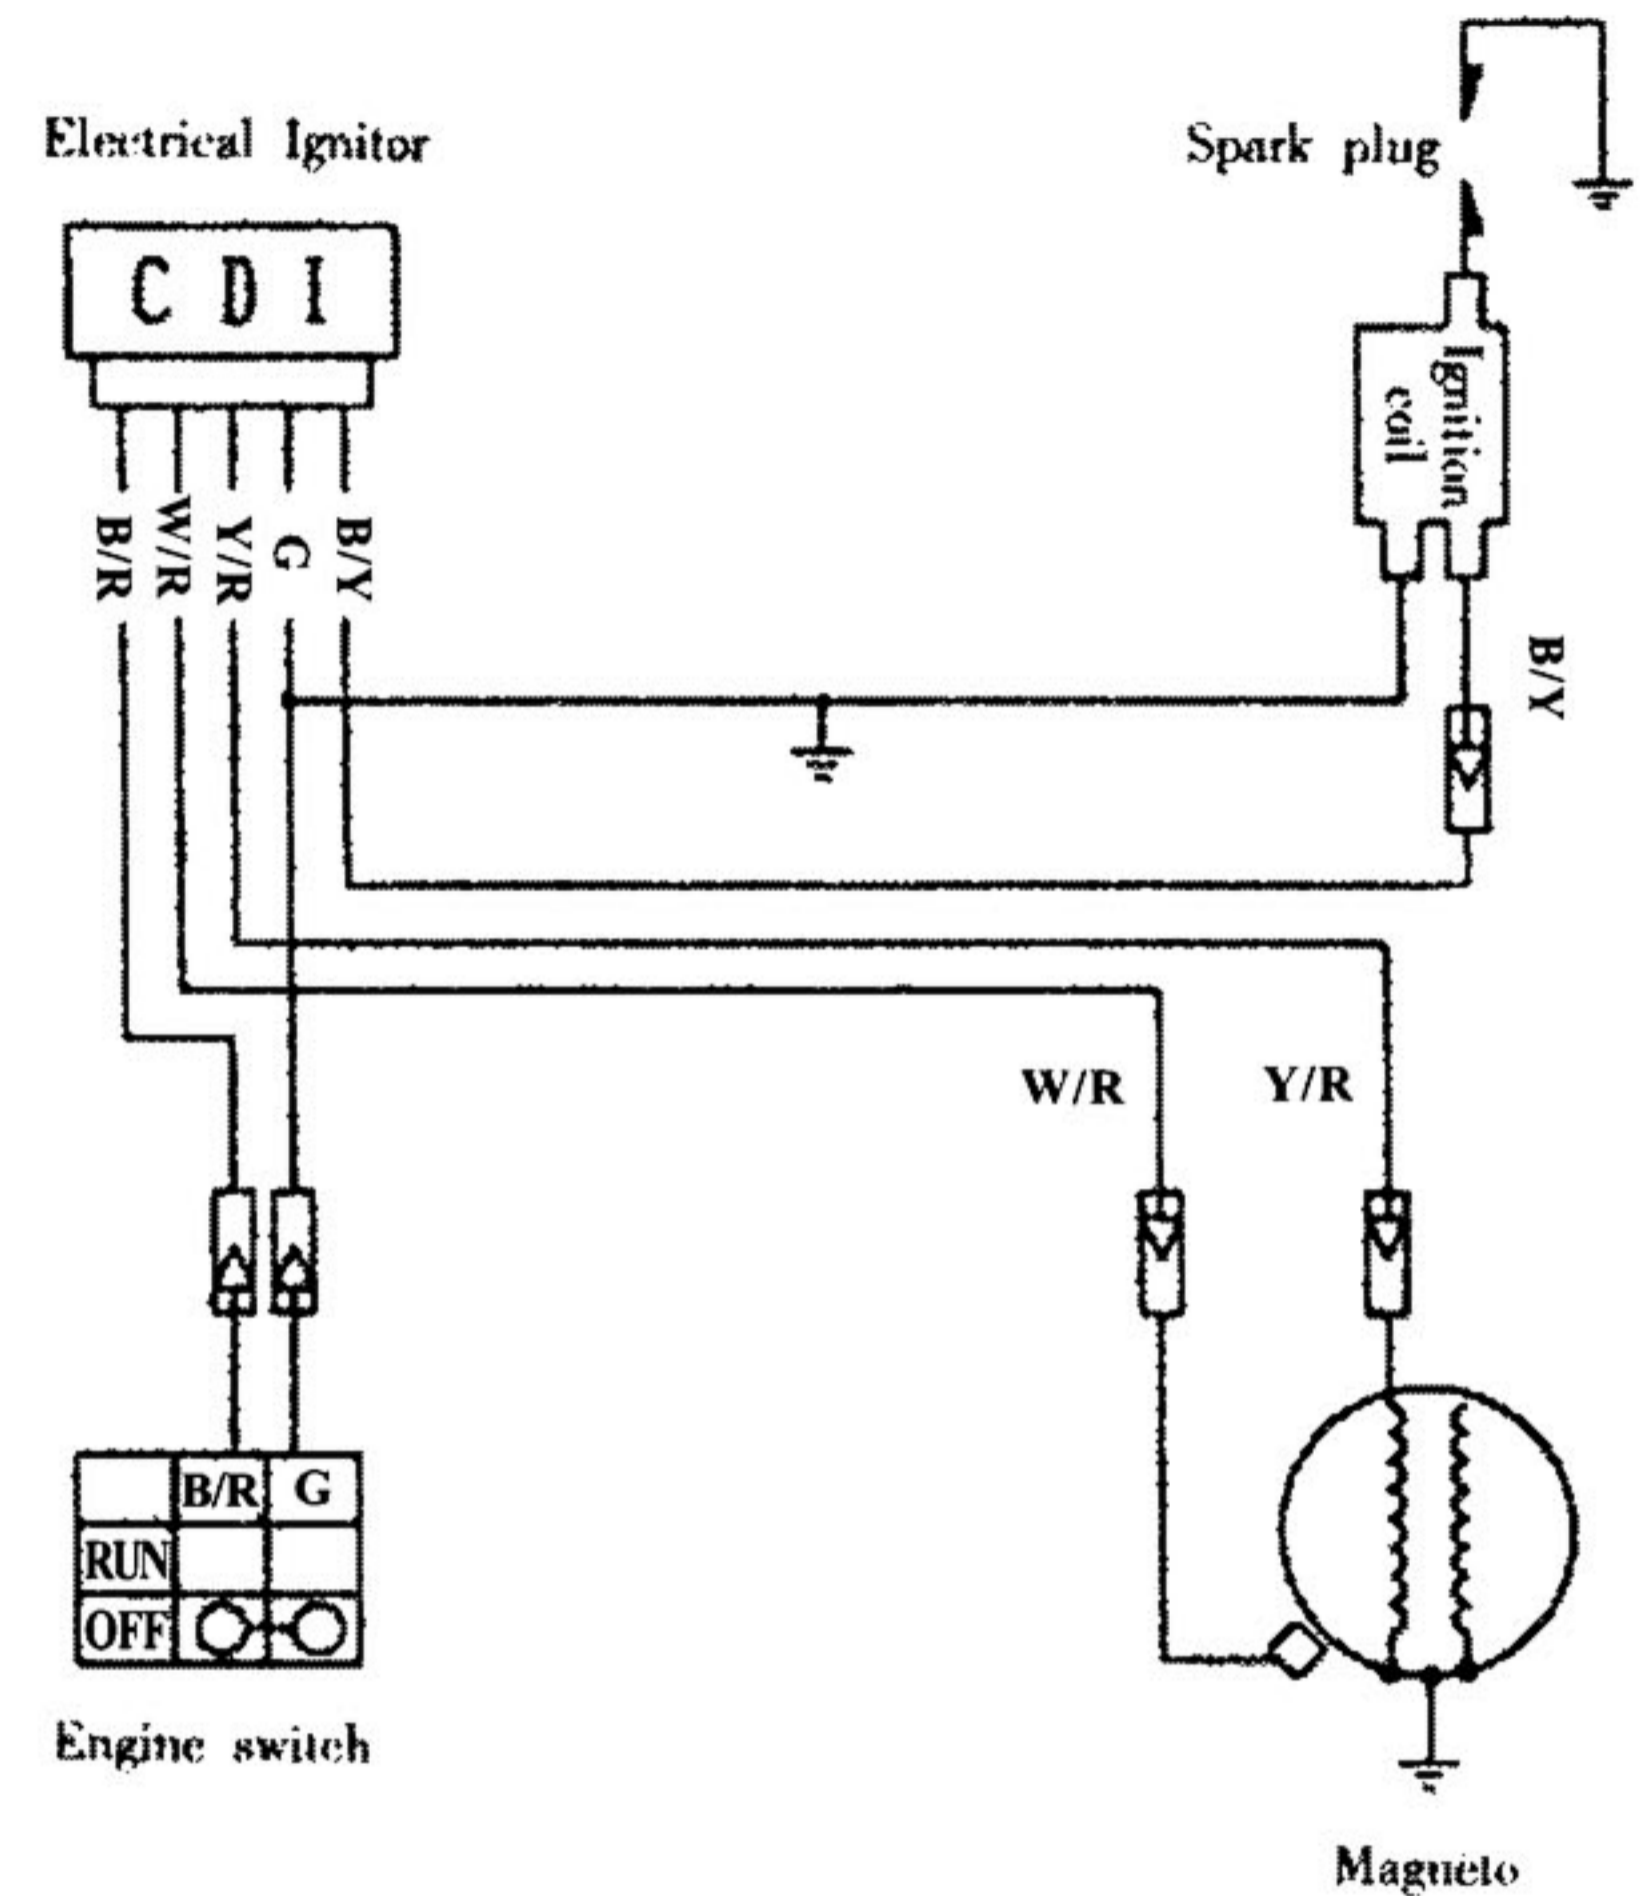 Electrical Ignitor
CDI
B/R
W/R
Y/R
G
B/Y
Spark plug
Ignition
coil
B/Y
W/R
Y/R
B/R G
RUN
OFF
Engine switch
Magneto